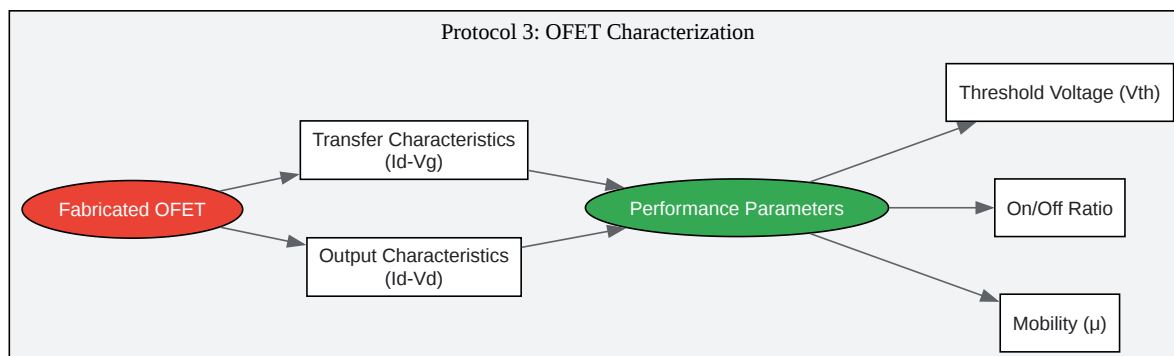 Protocol 3: OFET Characterization
Fabricated OFET
Transfer Characteristics
(Id-Vg)
Output Characteristics
(Id-Vd)
Performance Parameters
Threshold Voltage (Vth)
On/Off Ratio
Mobility (μ)